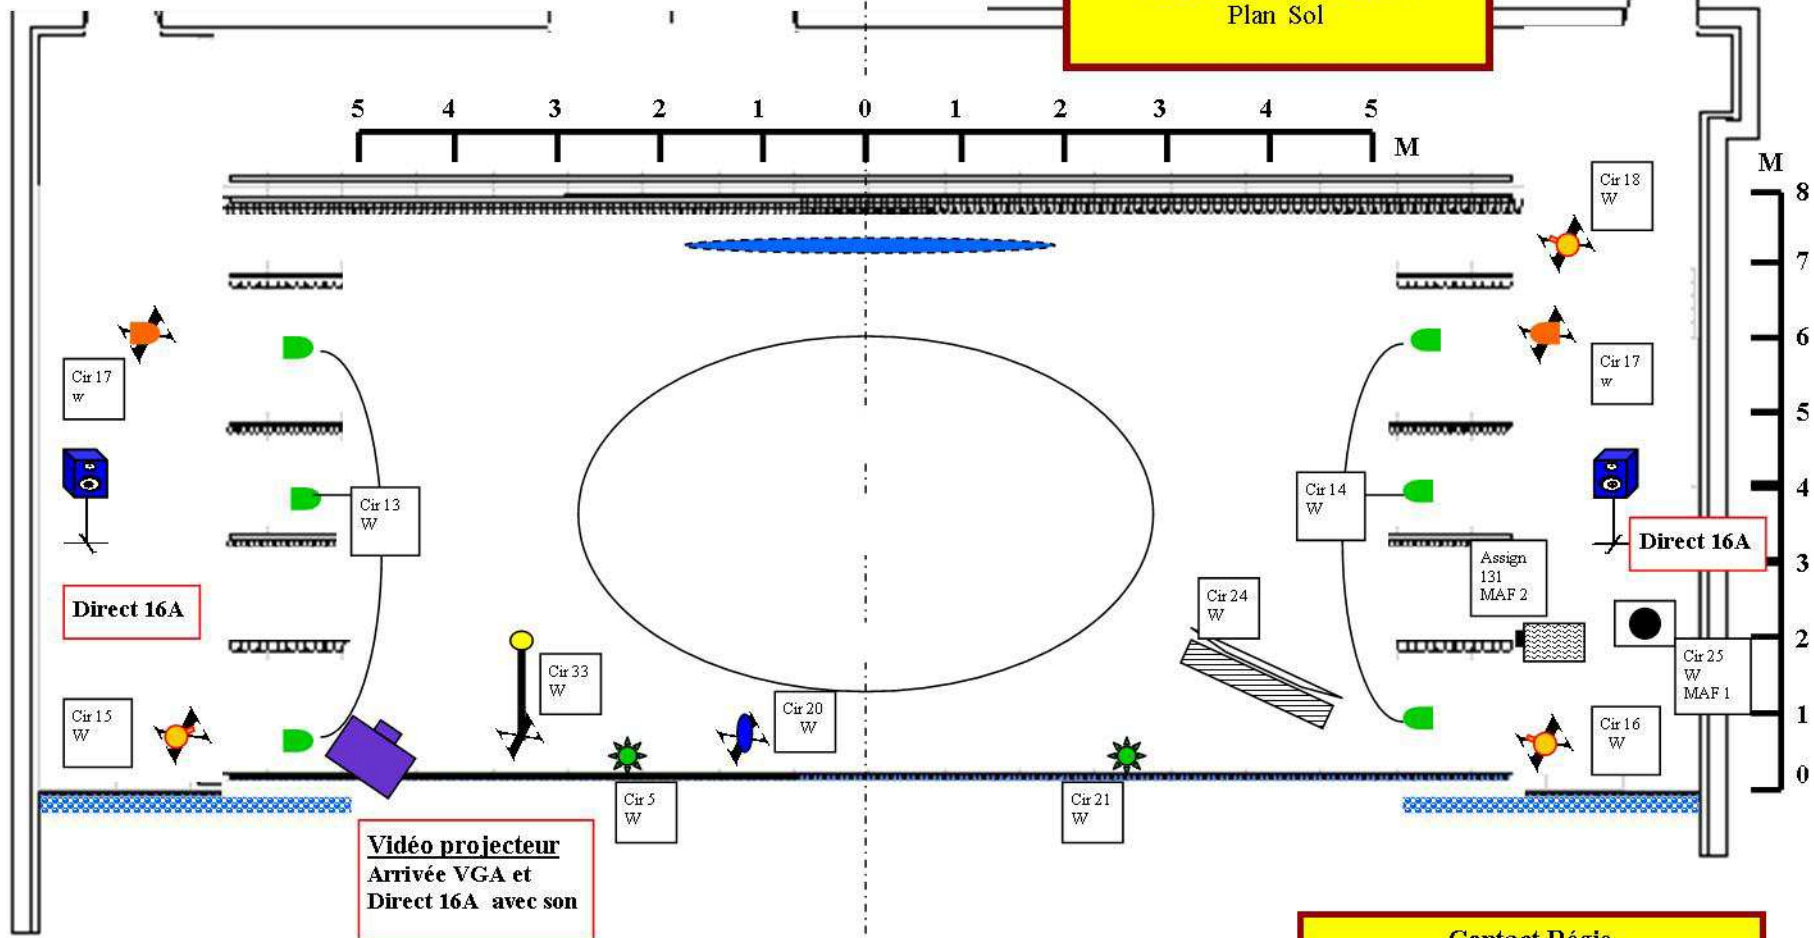 Plan Sol
5 4 3 2 1 0 1 2 3 4 5
M
M
8
7
6
5
4
3
2
1
0
Cir 18
W
Cir 17
w
Cir 17
w
Cir 13
W
Cir 14
W
Direct 16A
Assign
131
MAF 2
Direct 16A
Cir 24
W
Cir 33
W
Cir 25
W
MAF 1
Cir 15
W
Cir 20
W
Cir 16
W
Cir 5
W
Cir 21
W
Vidéo projecteur
Arrivée VGA et
Direct 16A avec son
Contact Régie